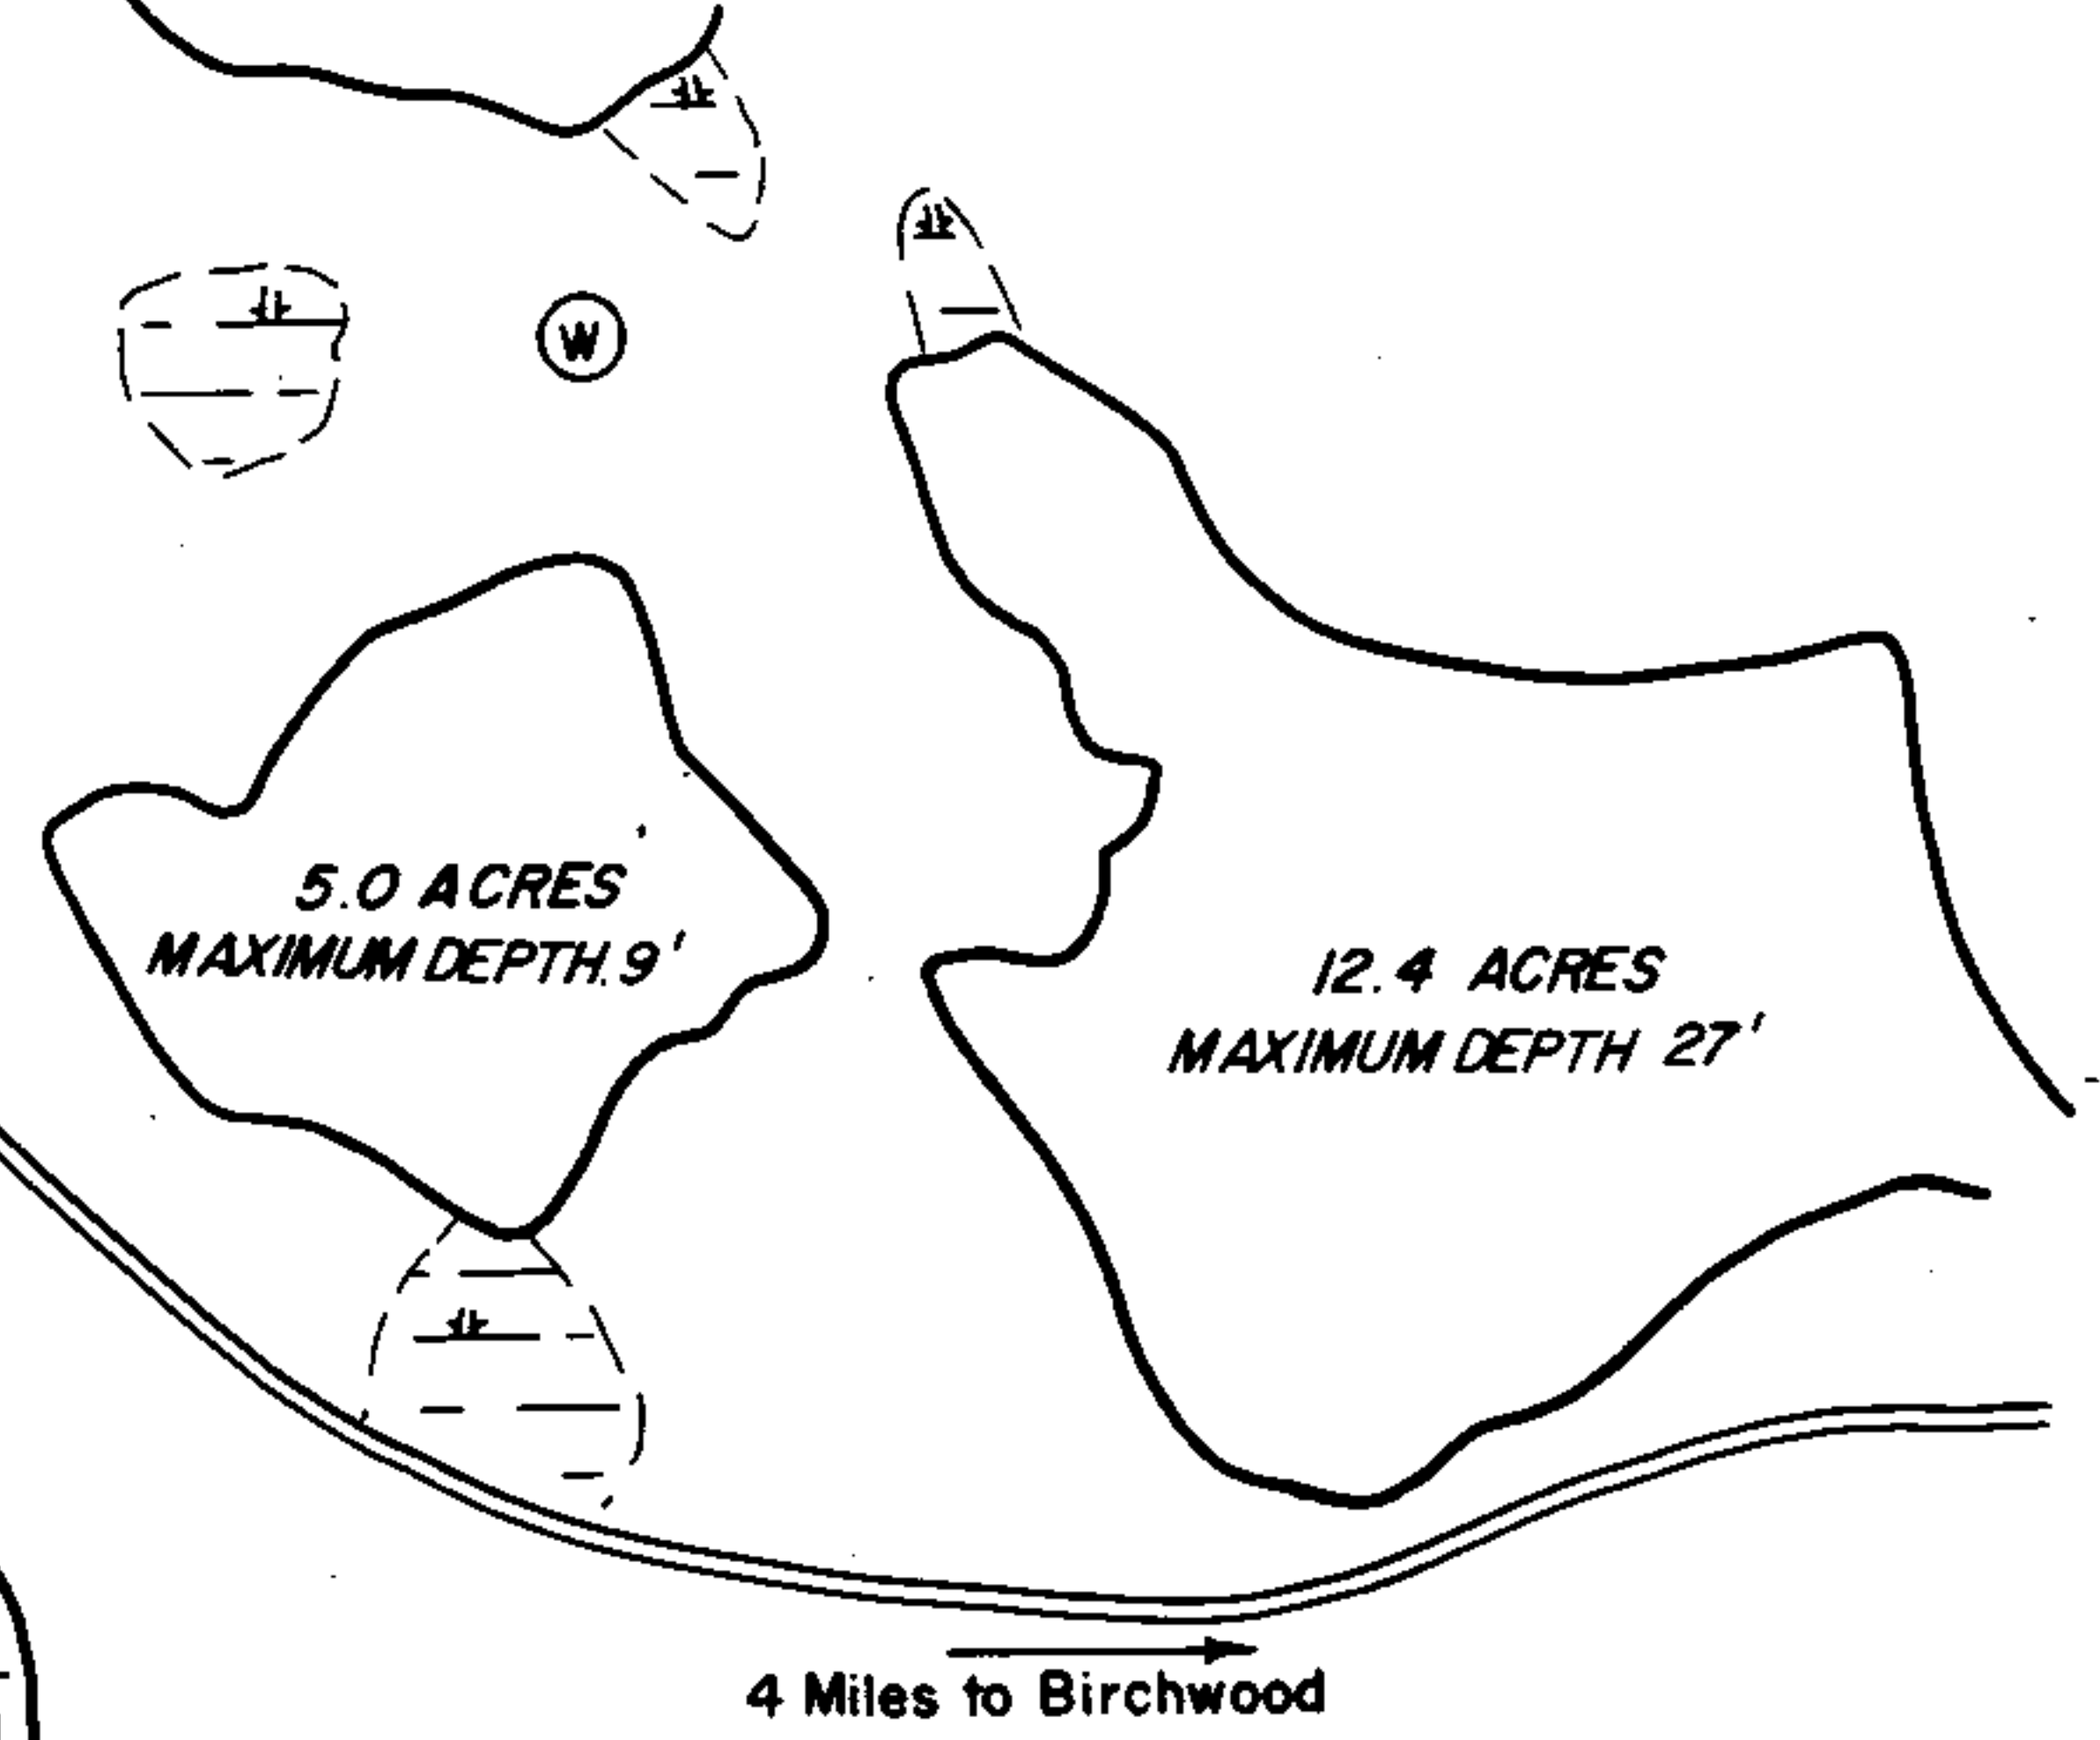 W
5.0 ACRES
MAXIMUM DEPTH 9'
12.4 ACRES
MAXIMUM DEPTH 27'
4 Miles to Birchwood